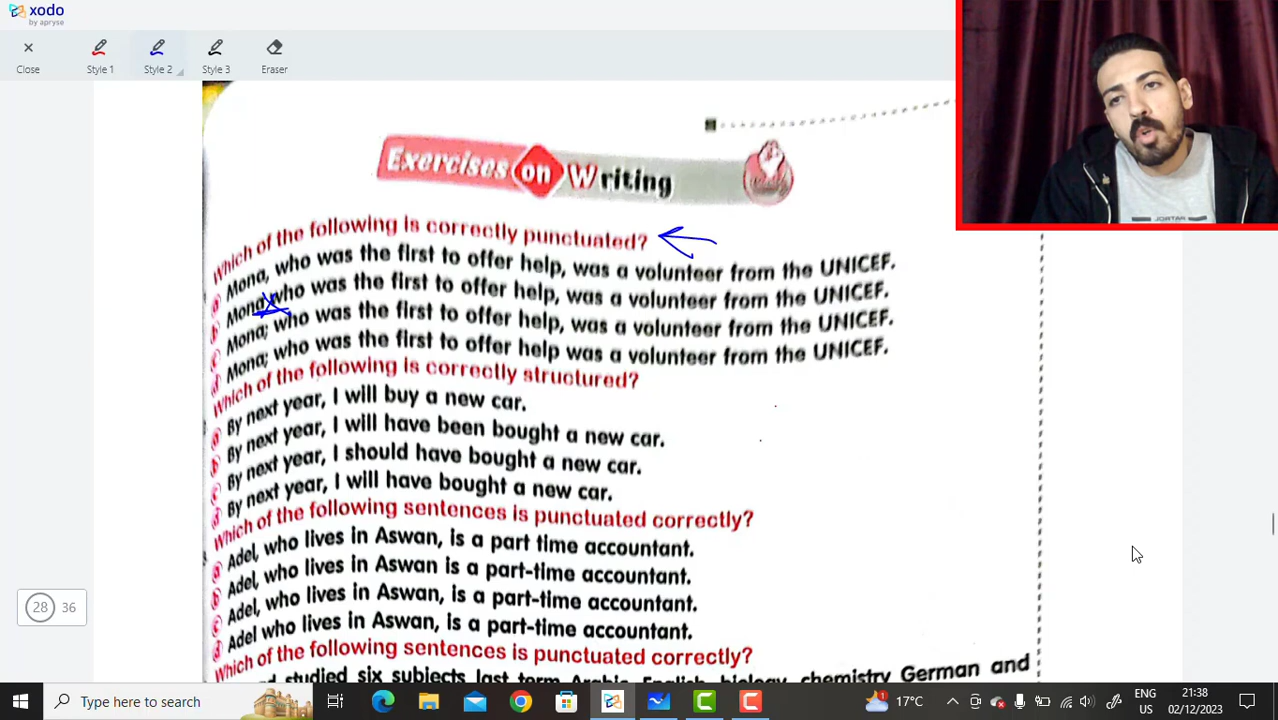 xodo
by apryse
Close
Style 1
Style 2
Style 3
Eraser
Exercises on Writing
Which of the following is correctly punctuated?
a Mona, who was the first to offer help, was a volunteer from the UNICEF.
b Mona who was the first to offer help, was a volunteer from the UNICEF.
c Mona; who was the first to offer help, was a volunteer from the UNICEF.
d Mona; who was the first to offer help was a volunteer from the UNICEF.
Which of the following is correctly structured?
a By next year, I will buy a new car.
b By next year, I will have been bought a new car.
c By next year, I should have bought a new car.
d By next year, I will have bought a new car.
Which of the following sentences is punctuated correctly?
a Adel, who lives in Aswan, is a part time accountant.
b Adel, who lives in Aswan is a part-time accountant.
c Adel, who lives in Aswan, is a part-time accountant.
d Adel who lives in Aswan, is a part-time accountant.
Which of the following sentences is punctuated correctly?
studied six subjects last term Arabic, English, biology, chemistry German and
28 36
Type here to search
1
17°C
ENG
US
21:38
02/12/2023